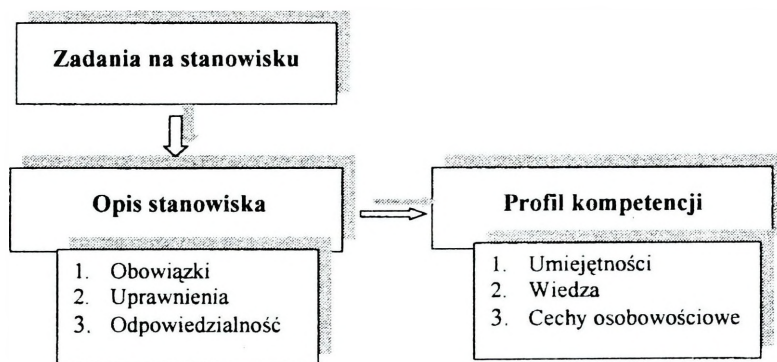 Zadania na stanowisku
Opis stanowiska
1. Obowiązki
2. Uprawnienia
3. Odpowiedzialność
Profil kompetencji
1. Umiejętności
2. Wiedza
3. Cechy osobowościowe